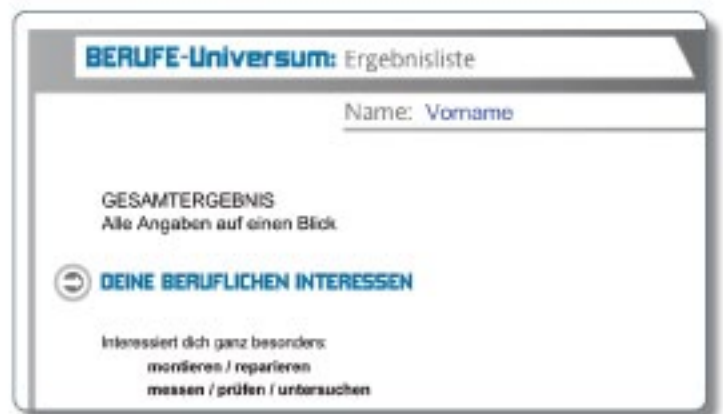 BERUFE-Universum: Ergebnisliste
Name: Vorname
GESAMTERGEBNIS
Alle Angaben auf einen Blick
DEINE BERUFLICHEN INTERESSEN
Interessiert dich ganz besonders:
montieren / reparieren
messen / prüfen / untersuchen